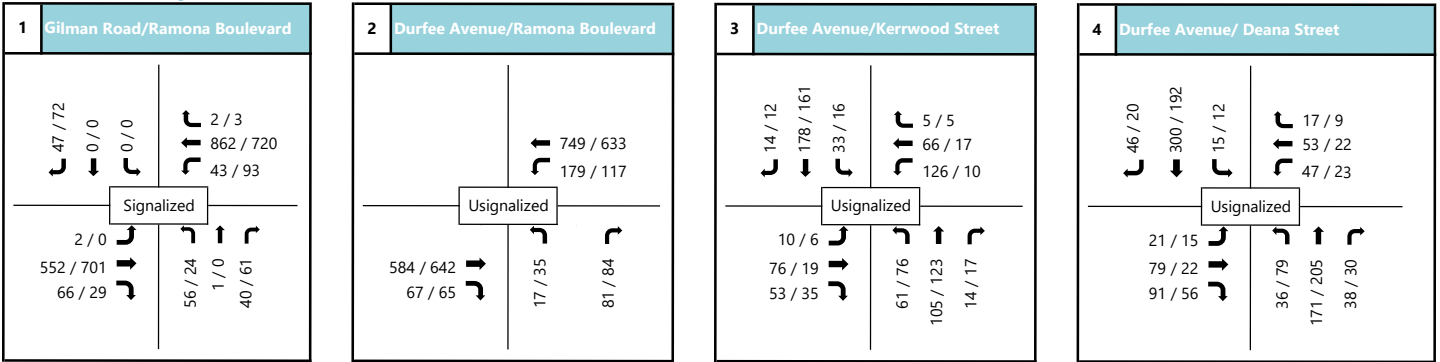 1 Gilman Road/Ramona Boulevard
47 / 72
0 / 0
0 / 0
2 / 3
862 / 720
43 / 93
Signalized
2 / 0
552 / 701
66 / 29
56 / 24
1 / 0
40 / 61
2 Durfee Avenue/Ramona Boulevard
749 / 633
179 / 117
Usignalized
584 / 642
67 / 65
17 / 35
81 / 84
3 Durfee Avenue/Kerrwood Street
14 / 12
178 / 161
33 / 16
5 / 5
66 / 17
126 / 10
Usignalized
10 / 6
76 / 19
53 / 35
61 / 76
105 / 123
14 / 17
4 Durfee Avenue/ Deana Street
46 / 20
300 / 192
15 / 12
17 / 9
53 / 22
47 / 23
Usignalized
21 / 15
79 / 22
91 / 56
36 / 79
171 / 205
38 / 30